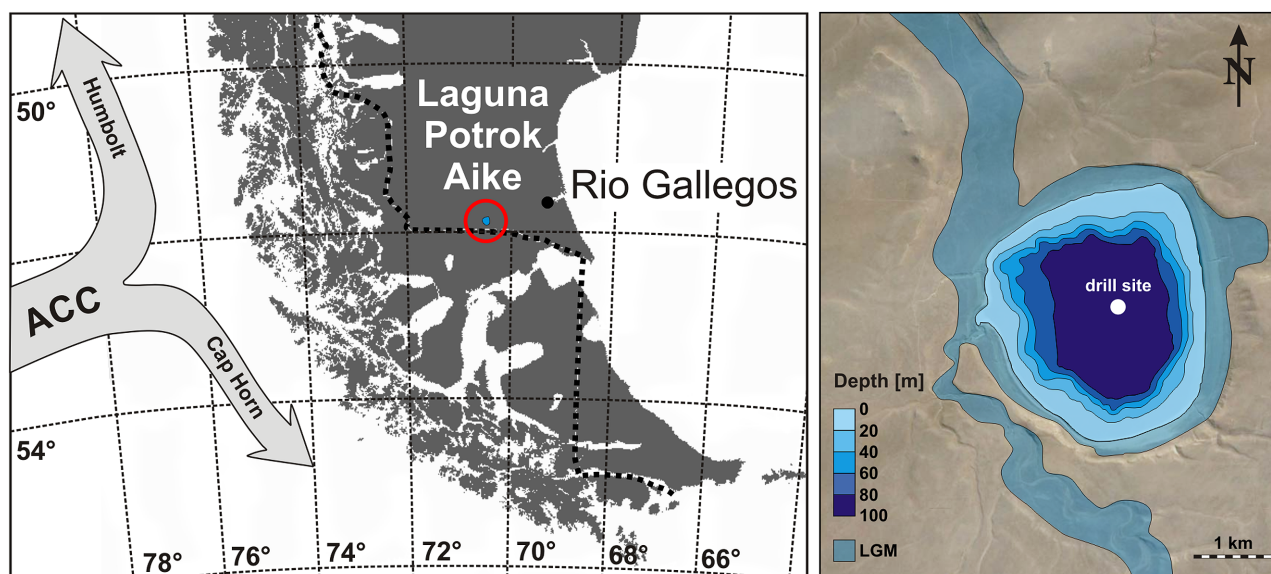 50°
54°
Humbolt
ACC
Cap Horn
Laguna
Potrok
Aike
Rio Gallegos
78°
76°
74°
72°
70°
68°
66°
N
drill site
Depth [m]
0
20
40
60
80
100
LGM
1 km